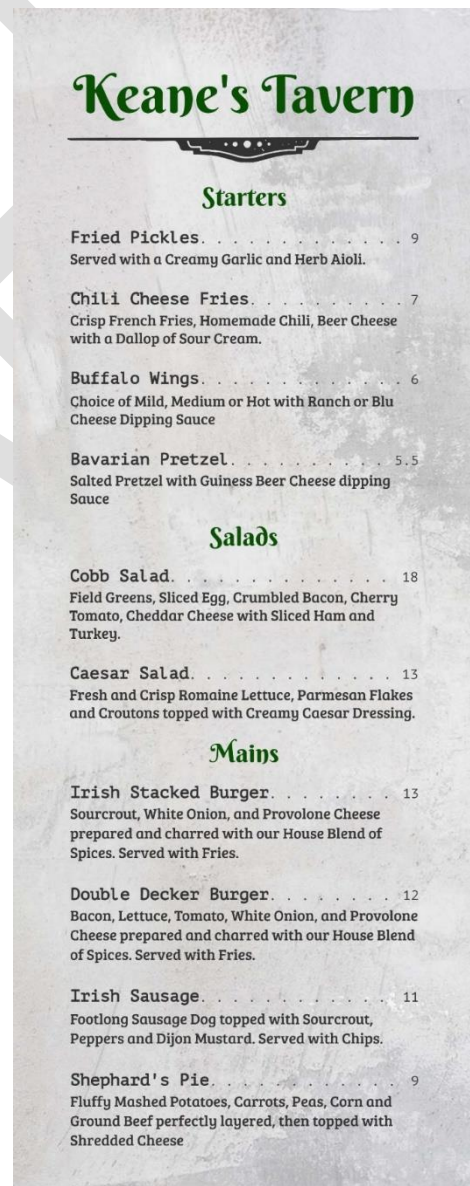 Keane's Tavern
Starters
Fried Pickles. . . . . . . . . . . . . 9
Served with a Creamy Garlic and Herb Aioli.
Chili Cheese Fries. . . . . . . . . . 7
Crisp French Fries, Homemade Chili, Beer Cheese
with a Dallop of Sour Cream.
Buffalo Wings. . . . . . . . . . . . . 6
Choice of Mild, Medium or Hot with Ranch or Blu
Cheese Dipping Sauce
Bavarian Pretzel. . . . . . . . . . 5.5
Salted Pretzel with Guiness Beer Cheese dipping
Sauce
Salads
Cobb Salad. . . . . . . . . . . . . . 18
Field Greens, Sliced Egg, Crumbled Bacon, Cherry
Tomato, Cheddar Cheese with Sliced Ham and
Turkey.
Caesar Salad. . . . . . . . . . . . . 13
Fresh and Crisp Romaine Lettuce, Parmesan Flakes
and Croutons topped with Creamy Caesar Dressing.
Mains
Irish Stacked Burger. . . . . . . . 13
Sourcrout, White Onion, and Provolone Cheese
prepared and charred with our House Blend of
Spices. Served with Fries.
Double Decker Burger. . . . . . . . 12
Bacon, Lettuce, Tomato, White Onion, and Provolone
Cheese prepared and charred with our House Blend
of Spices. Served with Fries.
Irish Sausage. . . . . . . . . . . . 11
Footlong Sausage Dog topped with Sourcrout,
Peppers and Dijon Mustard. Served with Chips.
Shephard's Pie. . . . . . . . . . . . 9
Fluffy Mashed Potatoes, Carrots, Peas, Corn and
Ground Beef perfectly layered, then topped with
Shredded Cheese